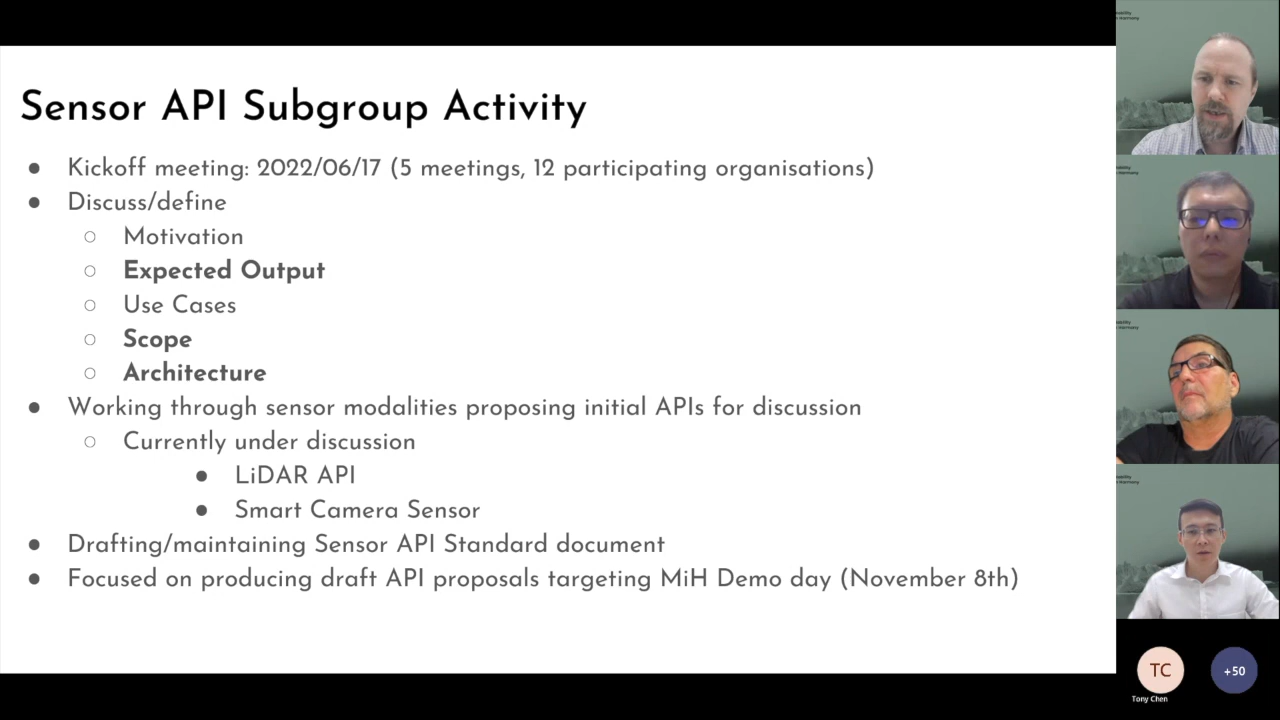 Sensor API Subgroup Activity
● Kickoff meeting: 2022/06/17 (5 meetings, 12 participating organisations)
● Discuss/define
○ Motivation
○ Expected Output
○ Use Cases
○ Scope
○ Architecture
● Working through sensor modalities proposing initial APIs for discussion
○ Currently under discussion
● LiDAR API
● Smart Camera Sensor
● Drafting/maintaining Sensor API Standard document
● Focused on producing draft API proposals targeting MiH Demo day (November 8th)
TC
Tony Chen
+50